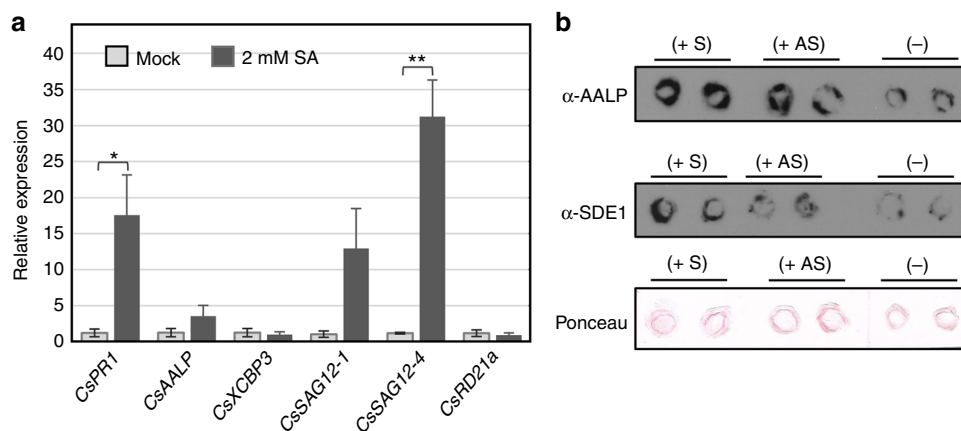 a
Relative expression
40
35
30
25
20
15
10
5
0
Mock
2 mM SA
*
**
CsPR1
CsAALP
CsXCBP3
CsSAG12-1
CsSAG12-4
CsRD21a
b
(+ S) (+ AS) (–)
α-AALP
(+ S) (+ AS) (–)
α-SDE1
(+ S) (+ AS) (–)
Ponceau